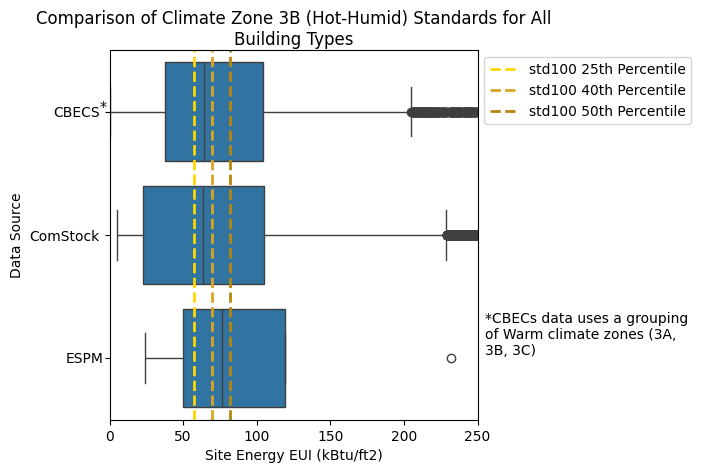 Comparison of Climate Zone 3B (Hot-Humid) Standards for All
Building Types
std100 25th Percentile
std100 40th Percentile
std100 50th Percentile
CBECS*
ComStock
ESPM
Data Source
*CBECs data uses a grouping
of Warm climate zones (3A,
3B, 3C)
0 50 100 150 200 250
Site Energy EUI (kBtu/ft2)